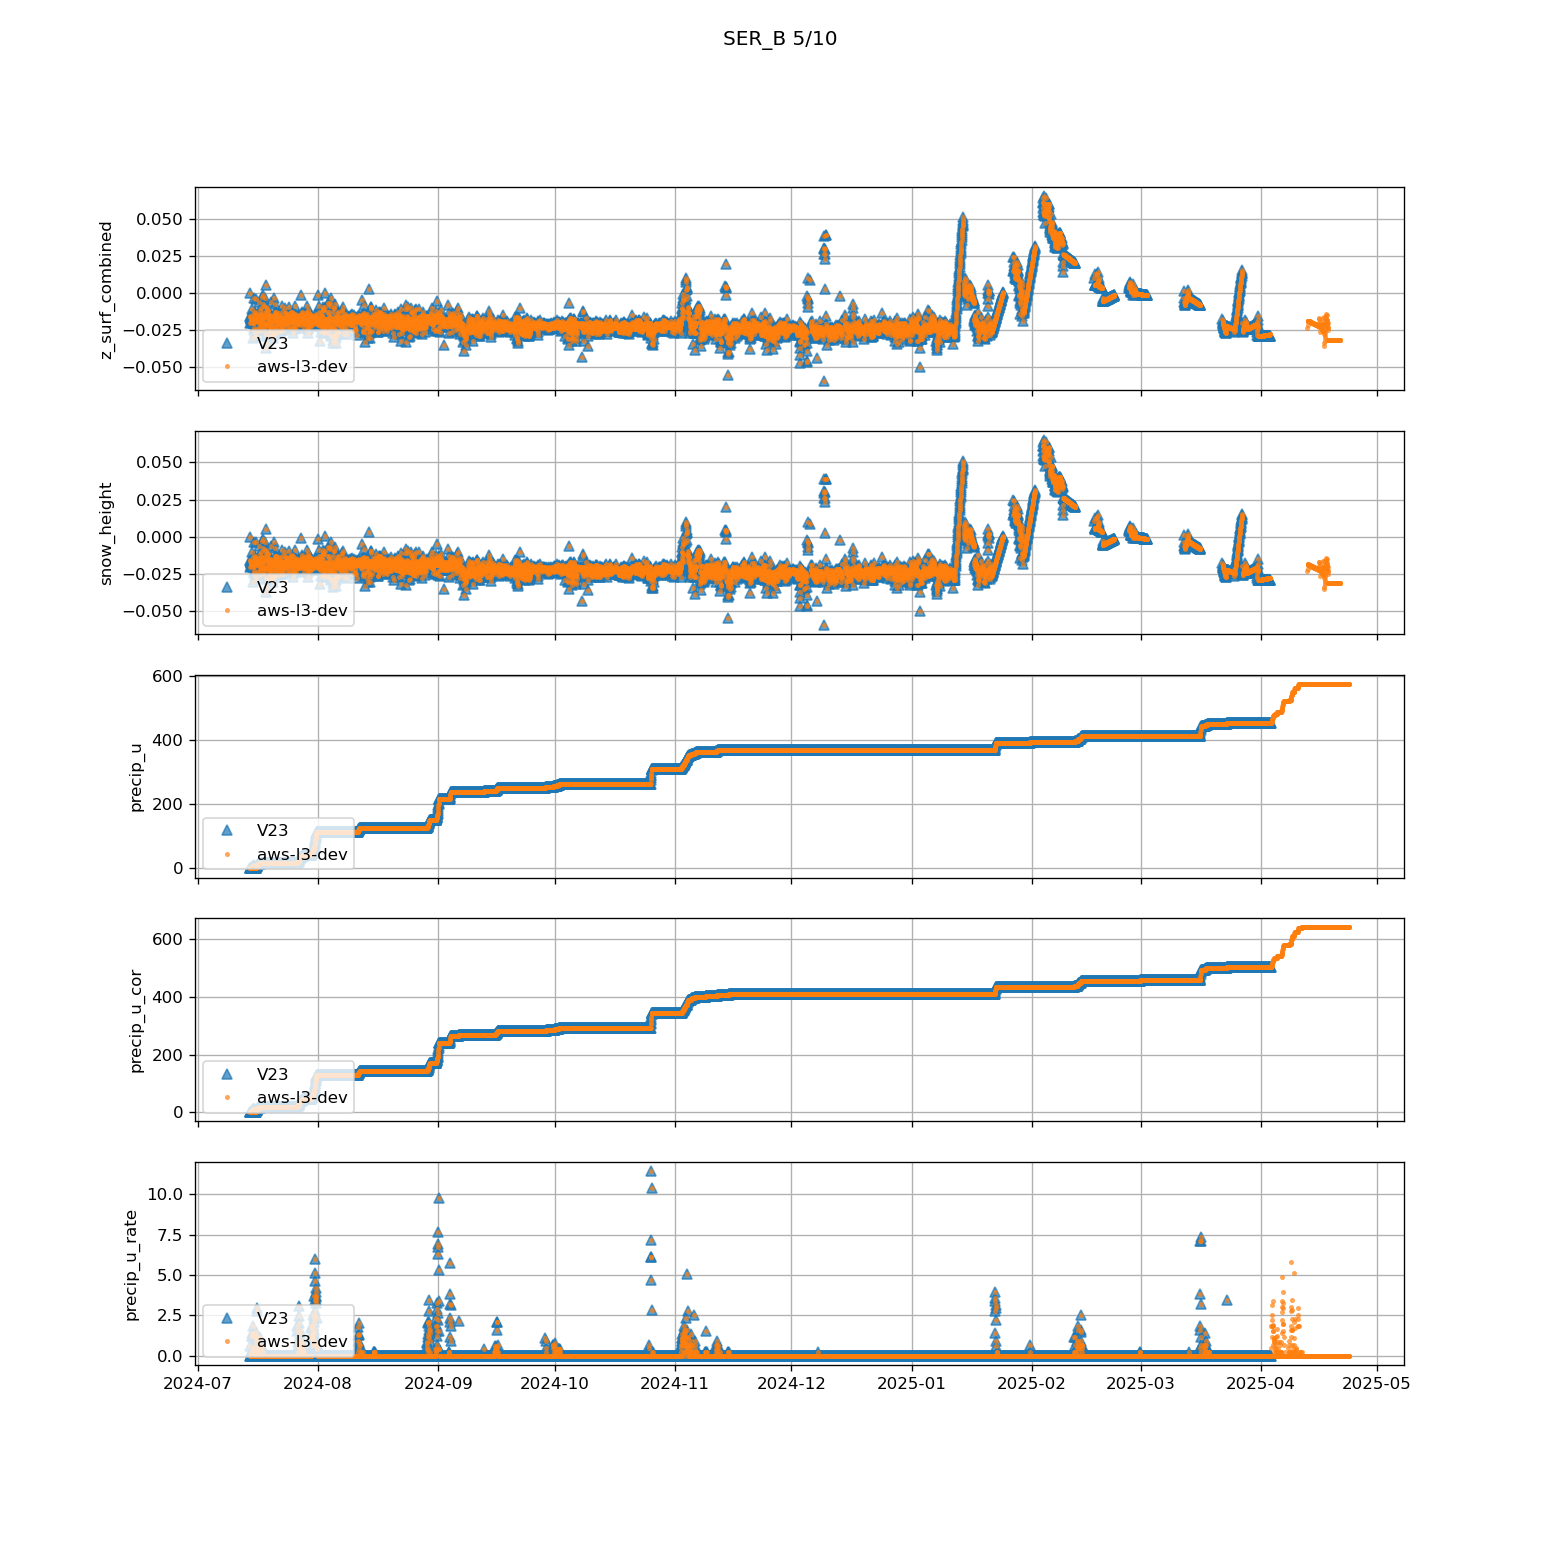 SER_B 5/10
z_surf_combined
0.050
0.025
0.000
−0.025
−0.050
V23
aws-l3-dev
snow_height
0.050
0.025
0.000
−0.025
−0.050
V23
aws-l3-dev
precip_u
600
400
200
0
V23
aws-l3-dev
precip_u_cor
600
400
200
0
V23
aws-l3-dev
precip_u_rate
10.0
7.5
5.0
2.5
0.0
V23
aws-l3-dev
2024-07 2024-08 2024-09 2024-10 2024-11 2024-12 2025-01 2025-02 2025-03 2025-04 2025-05